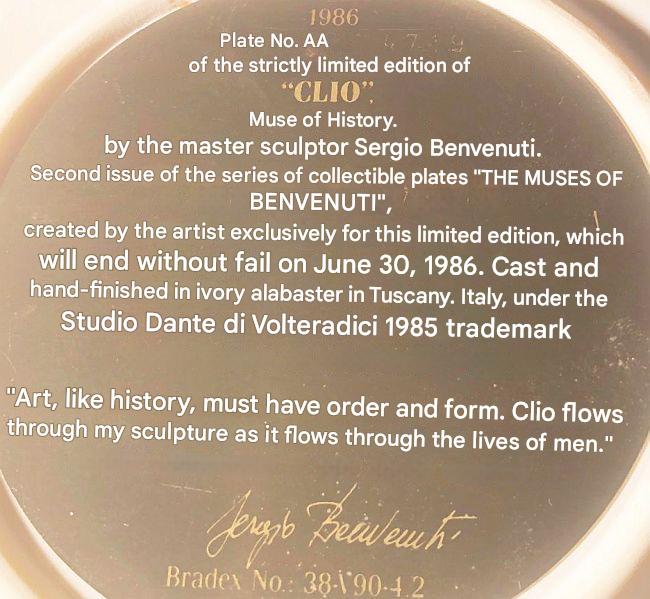 1986
Plate No. AA
of the strictly limited edition of
“CLIO”,
Muse of History.
by the master sculptor Sergio Benvenuti.
Second issue of the series of collectible plates "THE MUSES OF
BENVENUTI",
created by the artist exclusively for this limited edition, which
will end without fail on June 30, 1986. Cast and
hand-finished in ivory alabaster in Tuscany. Italy, under the
Studio Dante di Volteradici 1985 trademark
"Art, like history, must have order and form. Clio flows
through my sculpture as it flows through the lives of men."
Sergio Benvenuti
Bradex No.: 38-V90-4.2